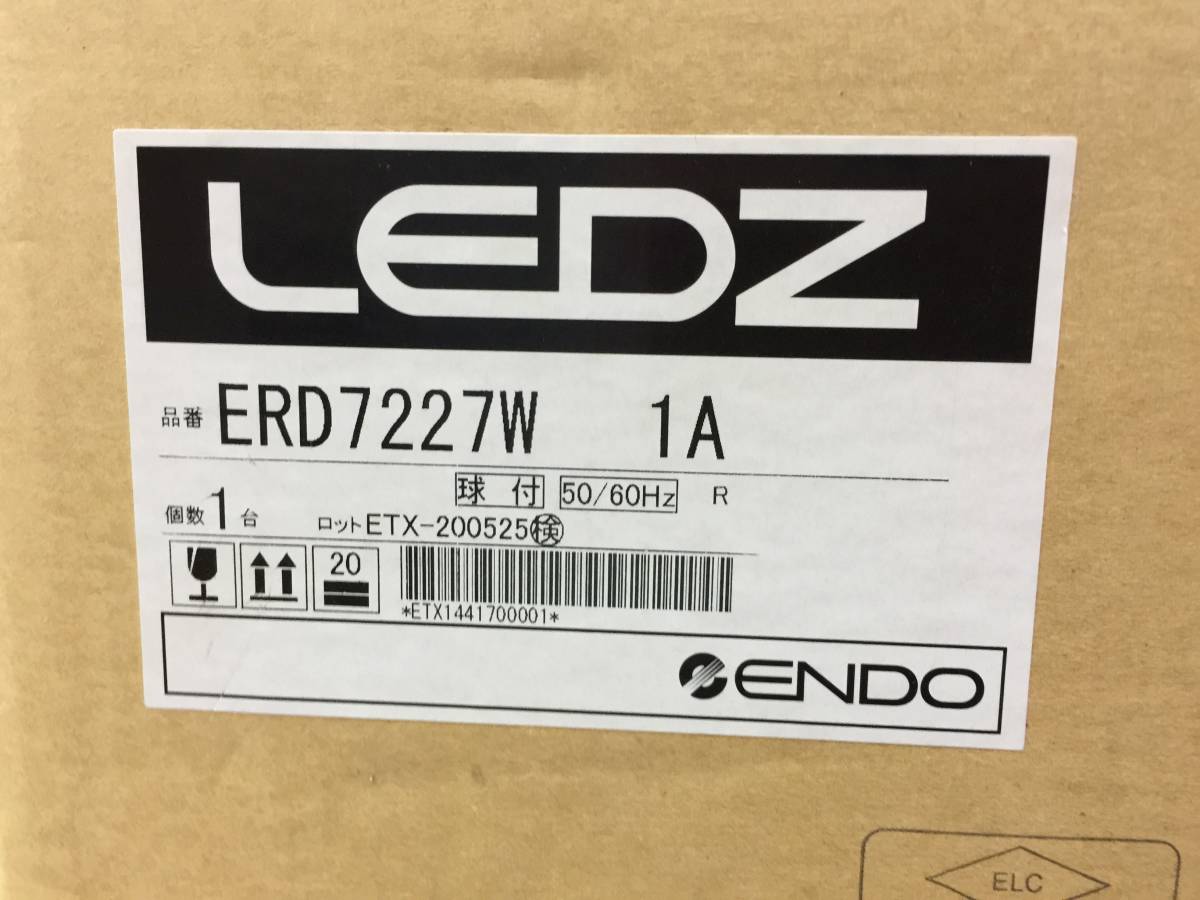 LEDZ
品番 ERD7227W 1A
球 付 50/60Hz R
個数 1 台 ロット ETX-200525 検
20
*ETX1441700001*
ENDO
ELC